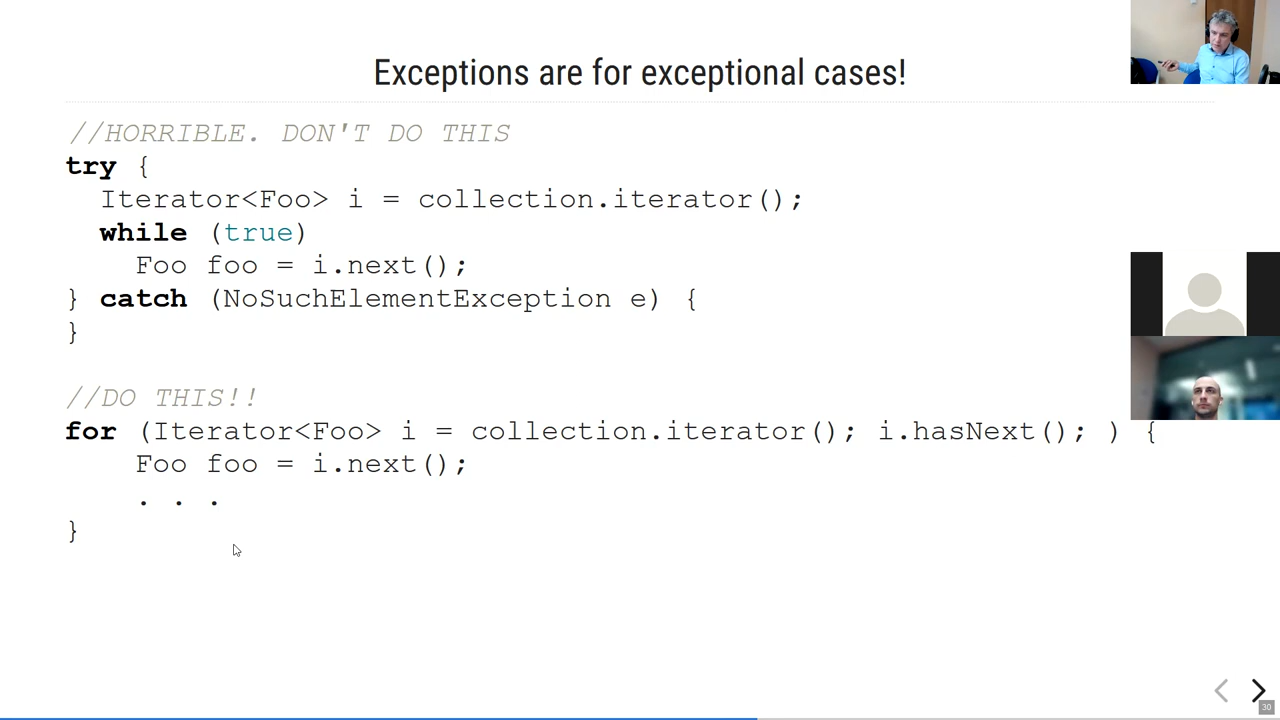 Exceptions are for exceptional cases!
//HORRIBLE. DON'T DO THIS
try {
  Iterator<Foo> i = collection.iterator();
  while (true)
    Foo foo = i.next();
} catch (NoSuchElementException e) {
}
//DO THIS!!
for (Iterator<Foo> i = collection.iterator(); i.hasNext(); ) {
    Foo foo = i.next();
    . . .
}
30